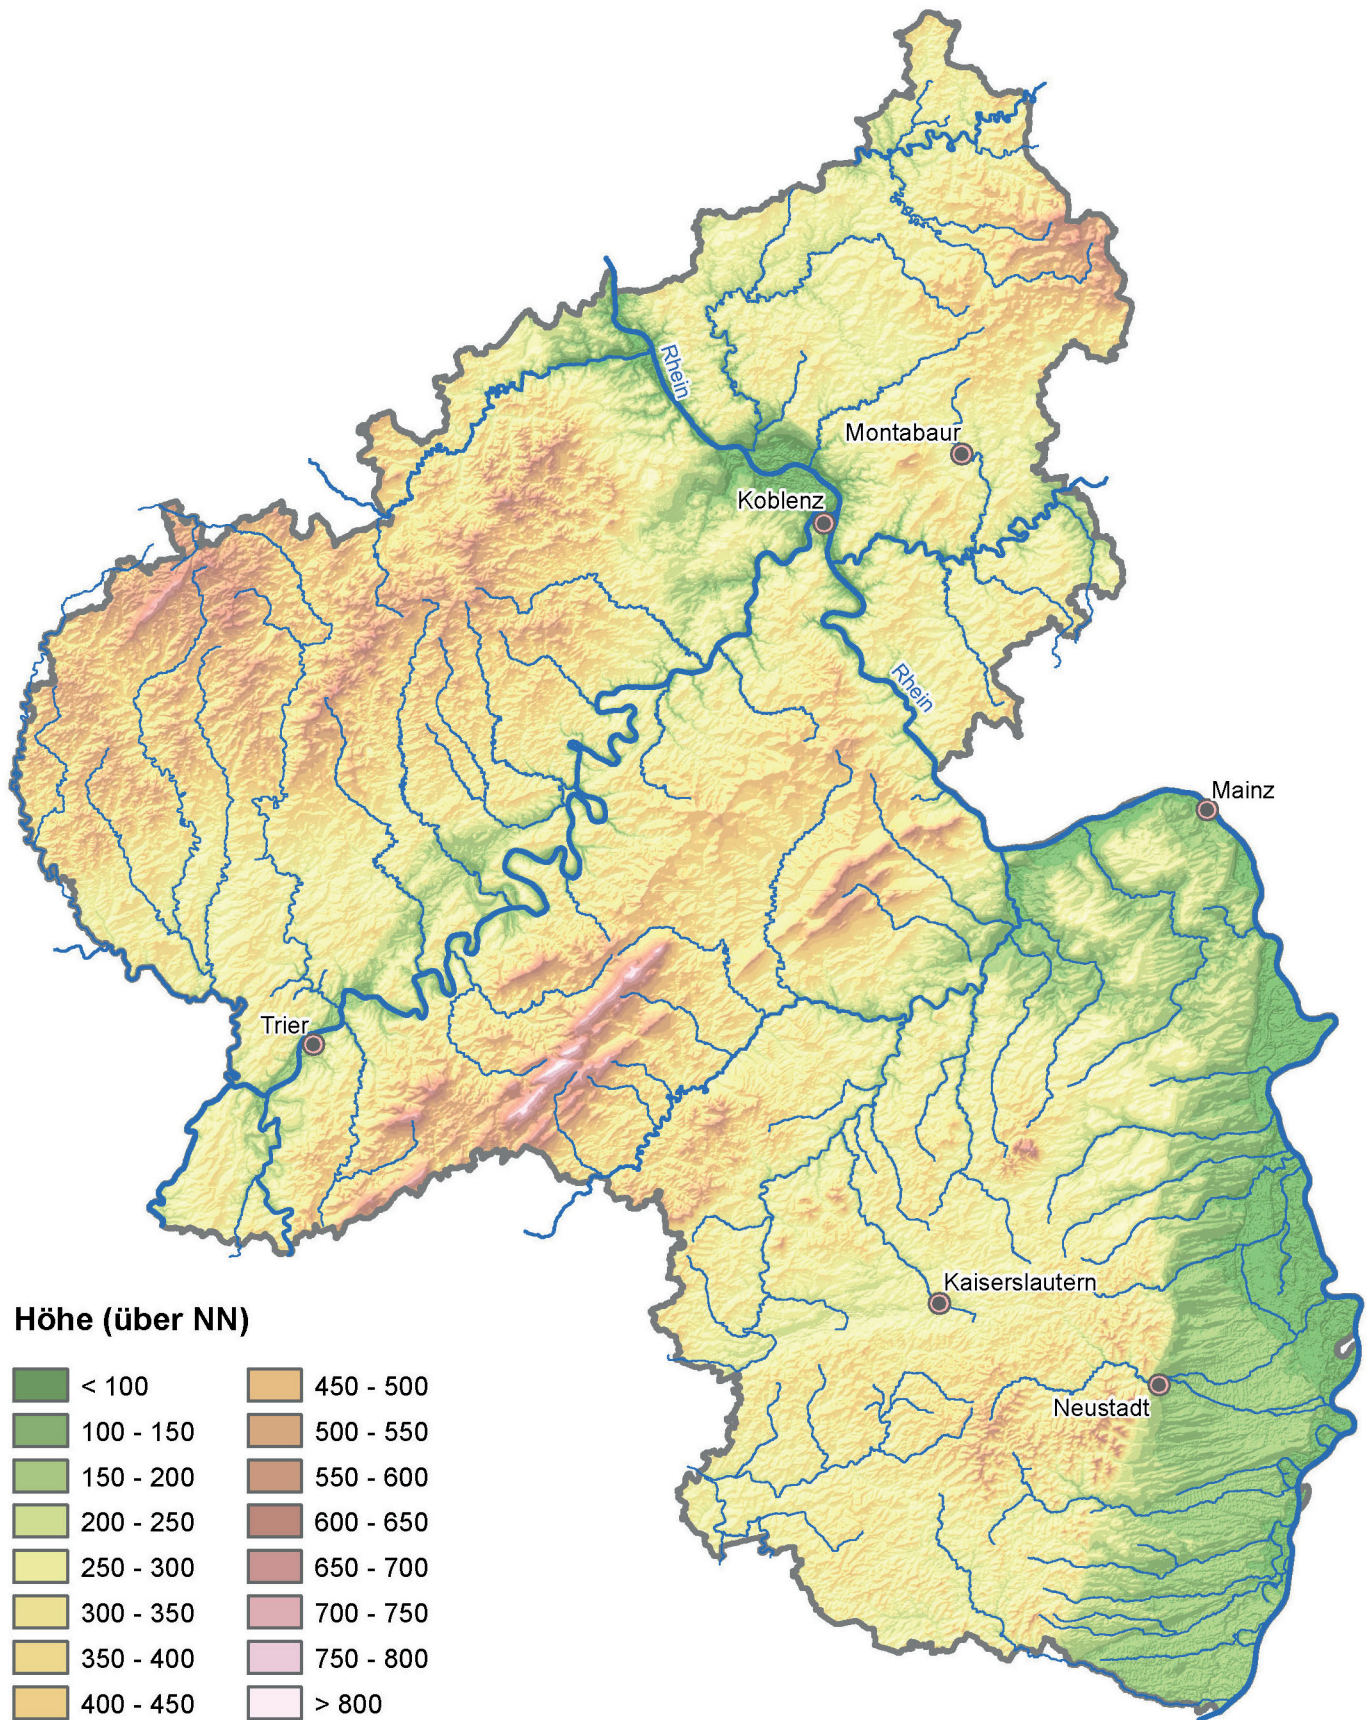 Rhein
Montabaur
Koblenz
Rhein
Mainz
Trier
Kaiserslautern
Neustadt
Höhe (über NN)
< 100
100 - 150
150 - 200
200 - 250
250 - 300
300 - 350
350 - 400
400 - 450
450 - 500
500 - 550
550 - 600
600 - 650
650 - 700
700 - 750
750 - 800
> 800